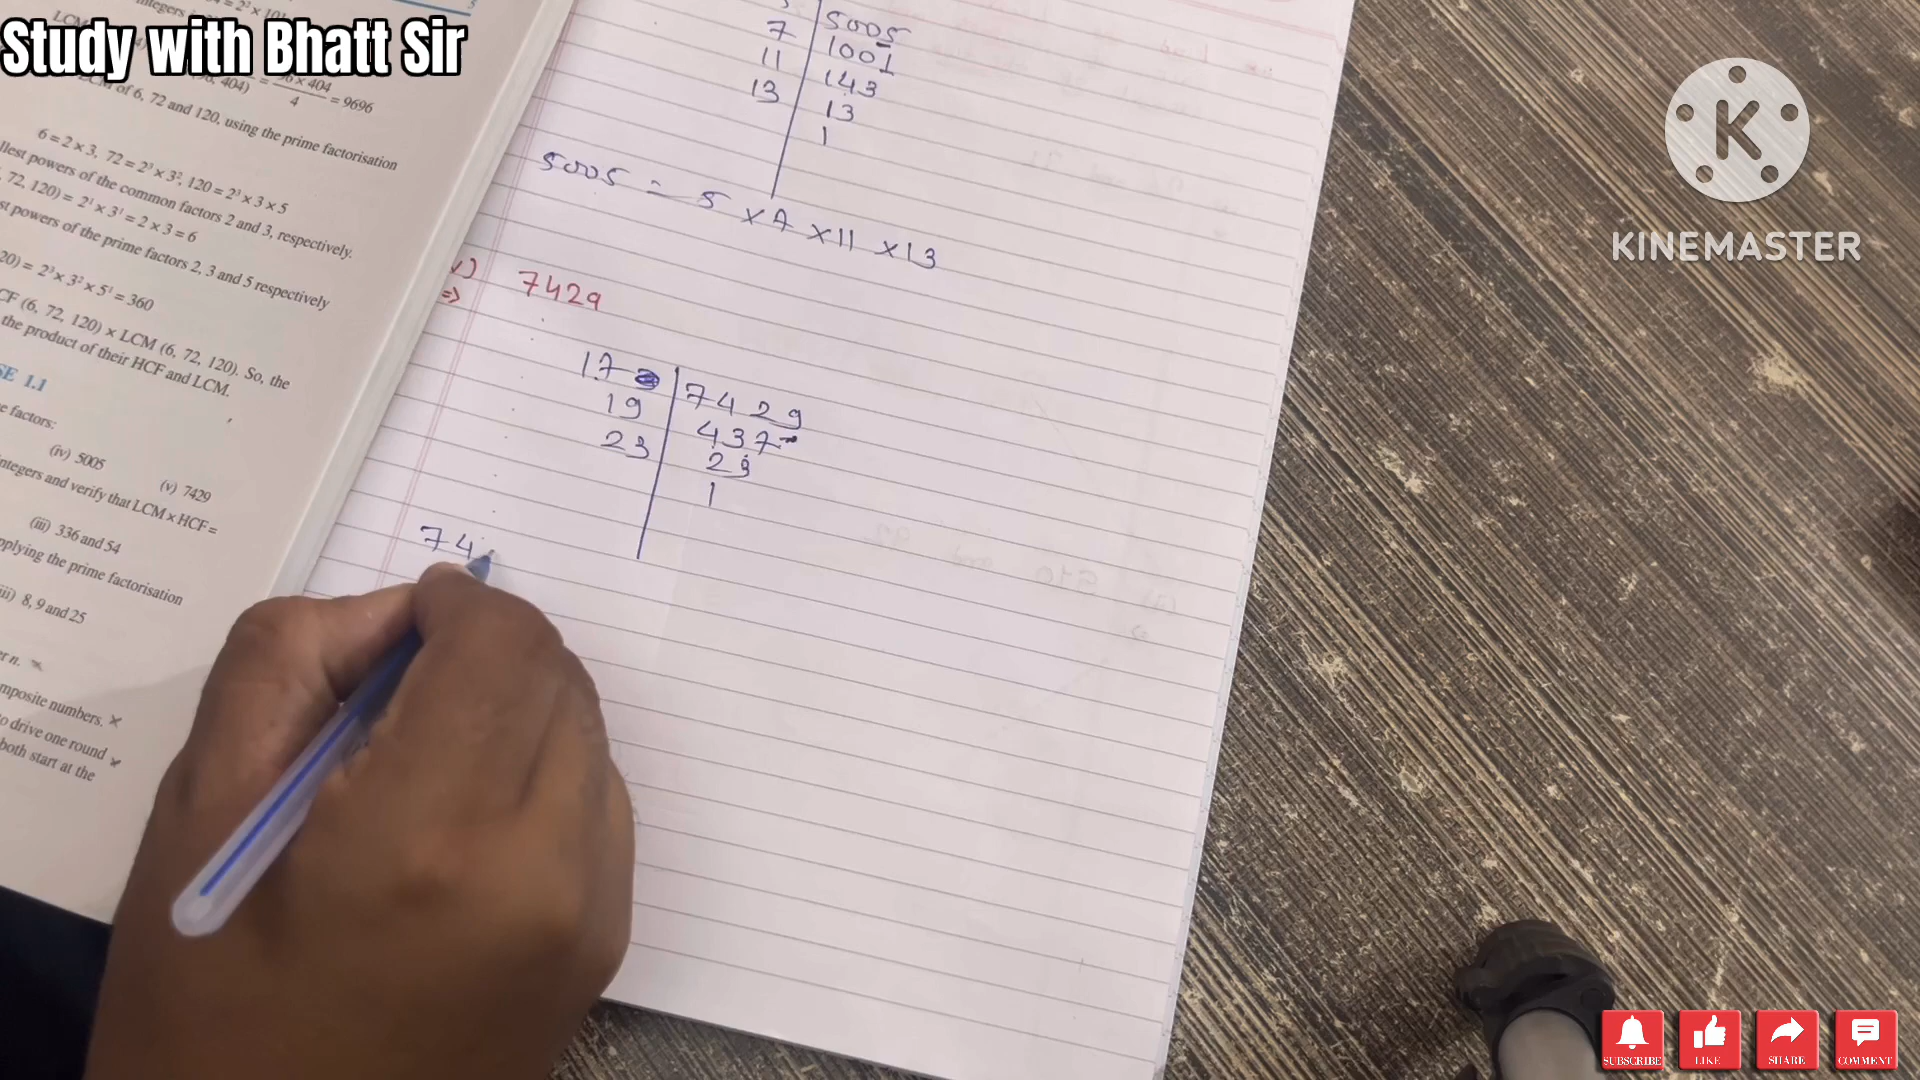 Study with Bhatt Sir
KINEMASTER
= 9696
LCM of 6, 72 and 120, using the prime factorisation
6 = 2 × 3, 72 = 2³ × 3², 120 = 2³ × 3 × 5
powers of the common factors 2 and 3, respectively.
72, 120) = 2¹ × 3¹ = 2 × 3 = 6
powers of the prime factors 2, 3 and 5 respectively
= 2³ × 3² × 5¹ = 360
(6, 72, 120) × LCM (6, 72, 120). So, the
the product of their HCF and LCM.
1.1
factors:
(iv) 5005
(v) 7429
integers and verify that LCM × HCF =
(iii) 336 and 54
applying the prime factorisation
8, 9 and 25
n.
composite numbers.
to drive one round
both start at the
7 5005
11 1001
13 143
13
1
5005 = 5 × 7 × 11 × 13
v) 7429
⇒
17 7429
19 437
23 23
1
74
SUBSCRIBE
LIKE
SHARE
COMMENT